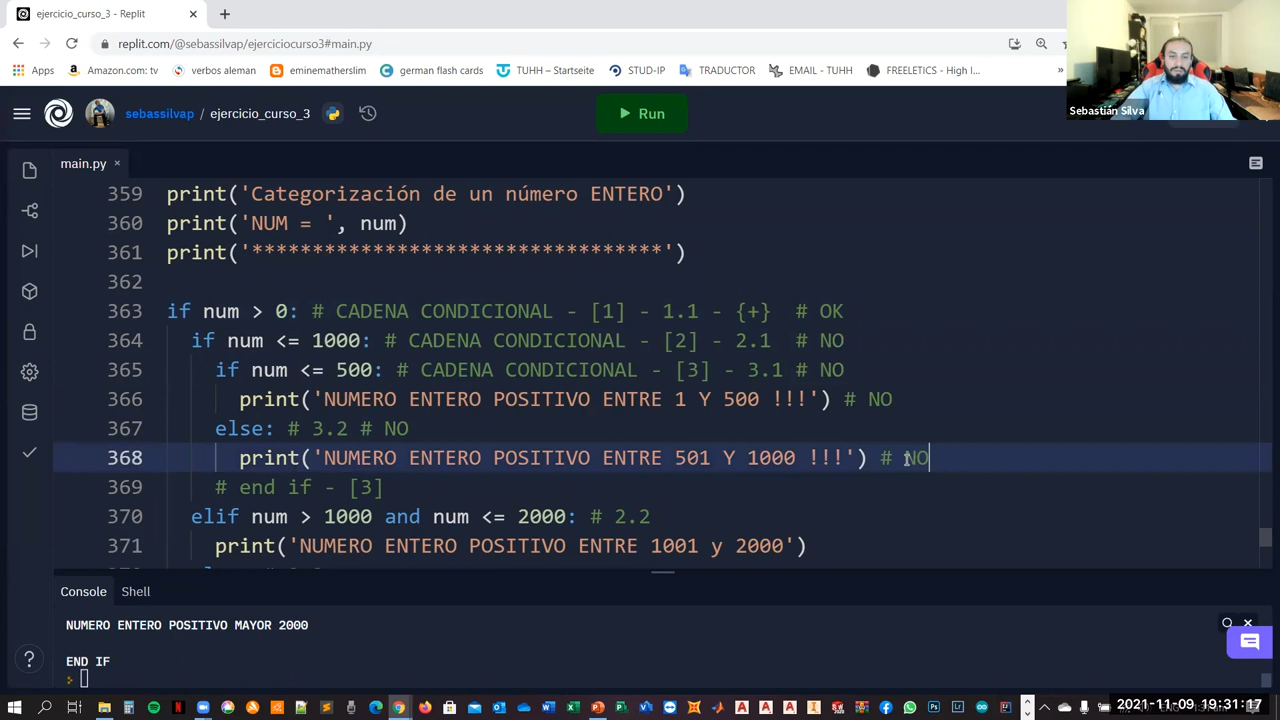 ejercicio_curso_3 - Replit
replit.com/@sebassilvap/ejerciciocurso3#main.py
Apps Amazon.com: tv verbos aleman eminemathslim german flash cards TUHH – Startseite STUD-IP TRADUCTOR EMAIL - TUHH FREELETICS - High I... »
Sebastián Silva
sebassilvap / ejercicio_curso_3 Run
main.py
359 print('Categorización de un número ENTERO')
360 print('NUM = ', num)
361 print('**********************************')
362
363 if num > 0: # CADENA CONDICIONAL - [1] - 1.1 - {+} # OK
364 if num <= 1000: # CADENA CONDICIONAL - [2] - 2.1 # NO
365 if num <= 500: # CADENA CONDICIONAL - [3] - 3.1 # NO
366 print('NUMERO ENTERO POSITIVO ENTRE 1 Y 500 !!!') # NO
367 else: # 3.2 # NO
368 print('NUMERO ENTERO POSITIVO ENTRE 501 Y 1000 !!!') # NO
369 # end if - [3]
370 elif num > 1000 and num <= 2000: # 2.2
371 print('NUMERO ENTERO POSITIVO ENTRE 1001 y 2000')
Console Shell
NUMERO ENTERO POSITIVO MAYOR 2000
END IF
2021-11-09 19:31:17